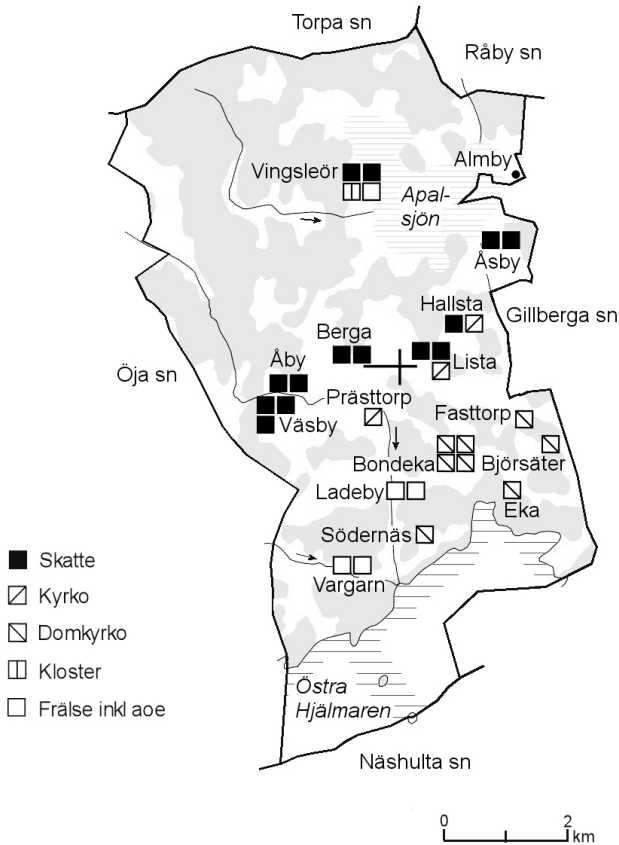 Torpa sn
Råby sn
Almby
Vingsleör
Apal-
sjön
Åsby
Hallsta
Gillberga sn
Berga
Lista
Åby
Öja sn
Prästtorp
Fasttorp
Väsby
Bondeka
Björsäter
Ladeby
Eka
Södernäs
Vargarn
Skatte
Kyrko
Domkyrko
Kloster
Frälse inkl aoe
Östra
Hjälmaren
Näshulta sn
0 2
km